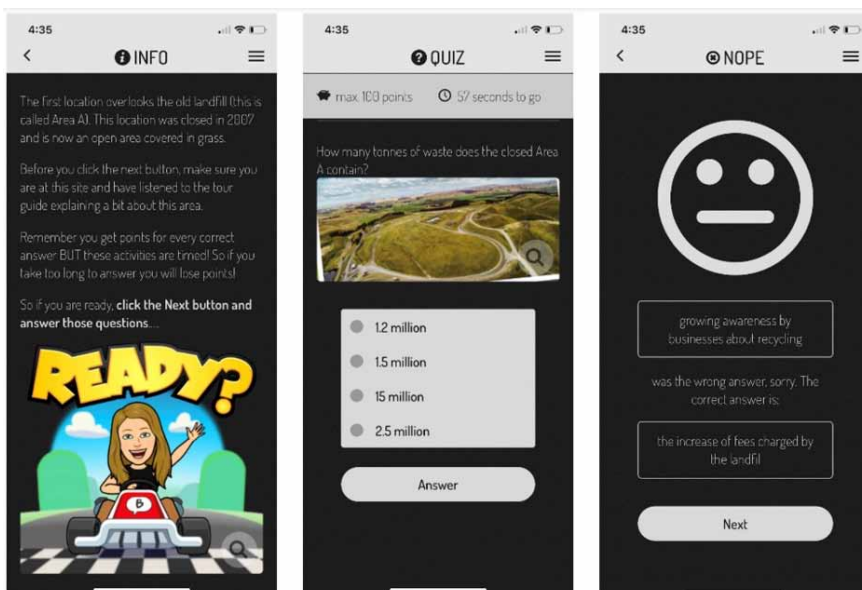 4:35
INFO
The first location overlooks the old landfill (this is
called Area A). This location was closed in 2007
and is now an open area covered in grass.
Before you click the next button, make sure you
are at this site and have listened to the tour
guide explaining a bit about this area.
Remember you get points for every correct
answer BUT these activities are timed! So if you
take too long to answer you will lose points!
So if you are ready, click the Next button and
answer those questions....
READY?
B
4:35
QUIZ
max. 100 points
57 seconds to go
How many tonnes of waste does the closed Area
A contain?
1.2 million
1.5 million
15 million
2.5 million
Answer
4:35
NOPE
growing awareness by
businesses about recycling
was the wrong answer, sorry. The
correct answer is:
the increase of fees charged by
the landfil
Next